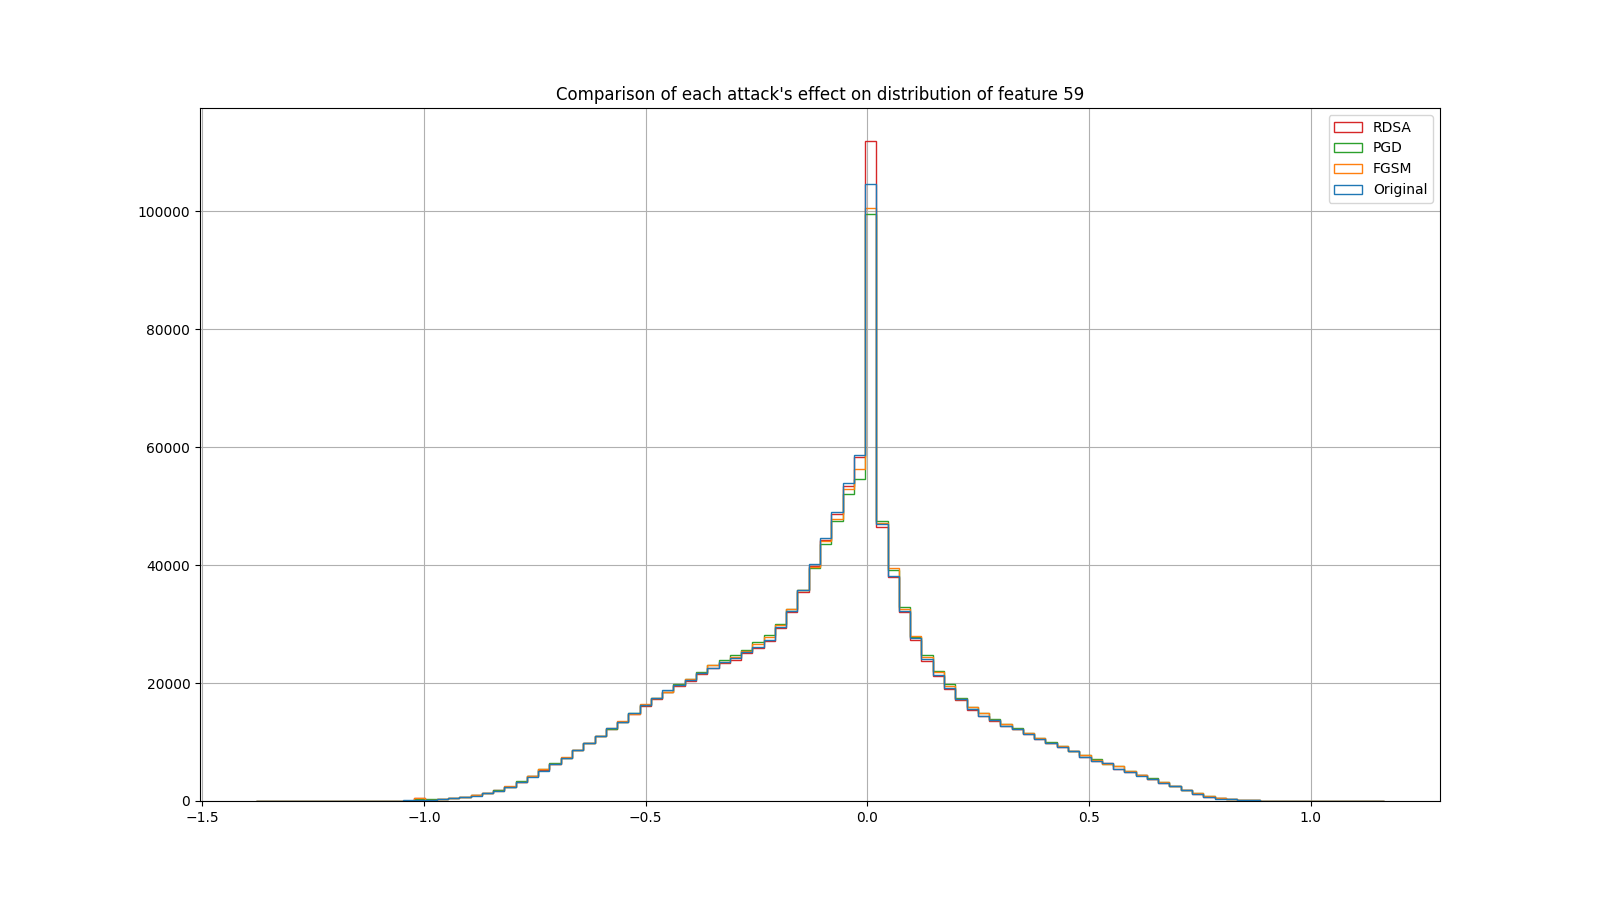 Comparison of each attack's effect on distribution of feature 59
RDSA
PGD
FGSM
Original
100000
80000
60000
40000
20000
0
−1.5
−1.0
−0.5
0.0
0.5
1.0